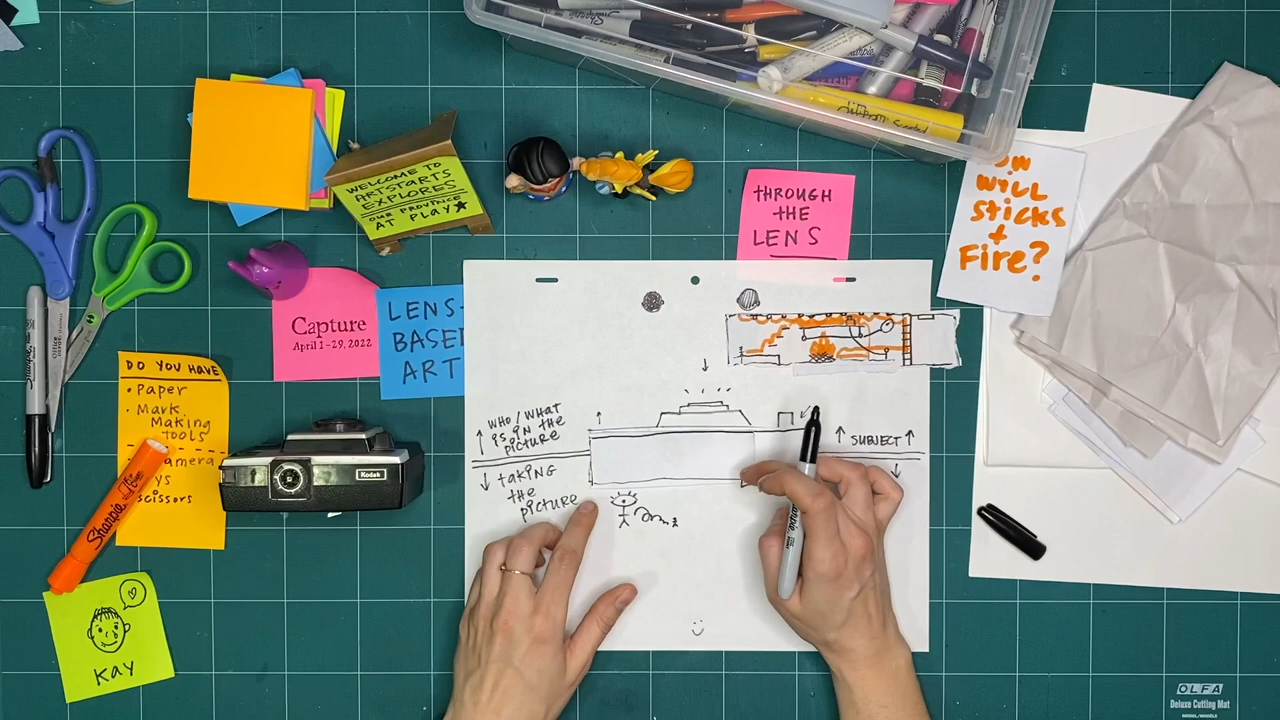 WELCOME TO
ARTSTARTS
EXPLORES
OUR PROVINCE
AT PLAY
THROUGH
THE
LENS
WILL
STICKS
+
FIRE?
Capture
April 1-29, 2022
LENS-
BASED
ART
DO YOU HAVE
• PAPER
• MARK
MAKING
TOOLS
SCISSORS
Office
Sharpie
Kodak
Kay
WHO/WHAT
IS IN THE
PICTURE
TAKING
THE
PICTURE
SUBJECT
Scented
OLFA
Deluxe Cutting Mat